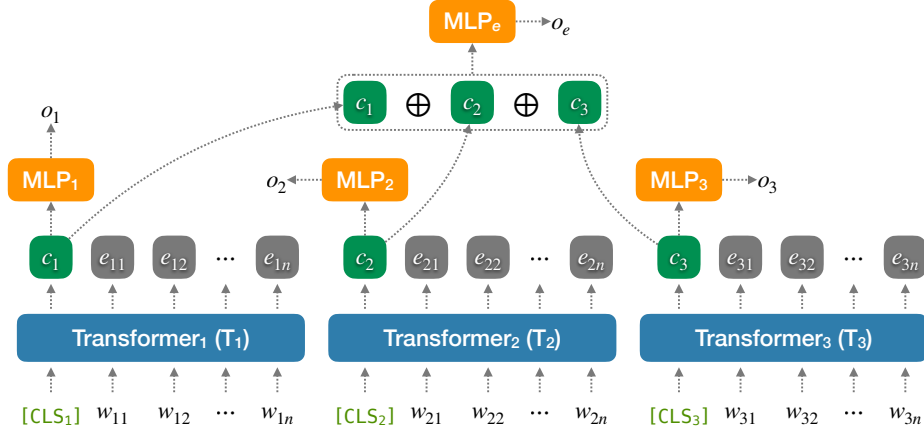 MLPₑ oₑ
c₁ ⊕ c₂ ⊕ c₃
o₁
MLP₁ o₂ MLP₂ MLP₃ o₃
c₁ e₁₁ e₁₂ ... e₁ₙ c₂ e₂₁ e₂₂ ... e₂ₙ c₃ e₃₁ e₃₂ ... e₃ₙ
Transformer₁ (T₁) Transformer₂ (T₂) Transformer₃ (T₃)
[CLS₁] w₁₁ w₁₂ ... w₁ₙ [CLS₂] w₂₁ w₂₂ ... w₂ₙ [CLS₃] w₃₁ w₃₂ ... w₃ₙ